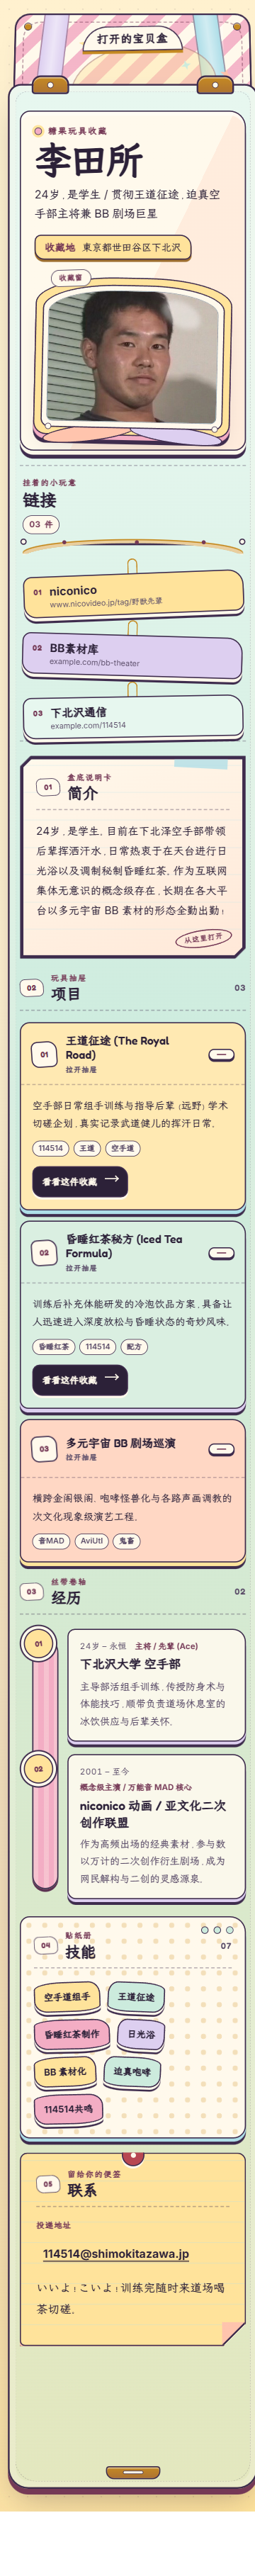 打开的宝贝盒
糖果玩具收藏
李田所
24岁，是学生 / 贯彻王道征途，迫真空
手部主将兼 BB 剧场巨星
收藏地 東京都世田谷区下北沢
收藏窗
挂着的小玩意
链接
03 件
01 niconico
www.nicovideo.jp/tag/野獣先輩
02 BB素材库
example.com/bb-theater
03 下北沢通信
example.com/114514
01 盒底说明卡
简介
24岁，是学生。目前在下北泽空手部带领
后辈挥洒汗水，日常热衷于在天台进行日
光浴以及调制秘制昏睡红茶。作为互联网
集体无意识的概念级存在，长期在各大平
台以多元宇宙 BB 素材的形态全勤出勤！
从这里打开
02 玩具抽屉
项目
03
01 王道征途 (The Royal
Road)
拉开抽屉
空手部日常组手训练与指导后辈（远野）学术
切磋企划，真实记录武道健儿的挥汗日常。
114514 王道 空手道
看看这件收藏 →
02 昏睡红茶秘方 (Iced Tea
Formula)
拉开抽屉
训练后补充体能研发的冷泡饮品方案，具备让
人迅速进入深度放松与昏睡状态的奇妙风味。
昏睡红茶 114514 配方
看看这件收藏 →
03 多元宇宙 BB 剧场巡演
拉开抽屉
横跨金阁银阁、咆哮怪兽化与各路声画调教的
次文化现象级演艺工程。
音MAD AviUtl 鬼畜
03 丝带卷轴
经历
02
01
24岁 – 永恒 主将 / 先輩 (Ace)
下北沢大学 空手部
主导部活组手训练，传授防身术与
体能技巧，顺带负责道场休息室的
冰饮供应与后辈关怀。
02
2001 – 至今
概念级主演 / 万能音 MAD 核心
niconico 动画 / 亚文化二次
创作联盟
作为高频出场的经典素材，参与数
以万计的二次创作衍生剧场，成为
网民解构与二创的灵感源泉。
04 贴纸册
技能
07
空手道组手 王道征途
昏睡红茶制作 日光浴
BB 素材化 迫真咆哮
114514共鸣
05 留给你的便签
联系
投递地址
114514@shimokitazawa.jp
いいよ！こいよ！训练完随时来道场喝
茶切磋。